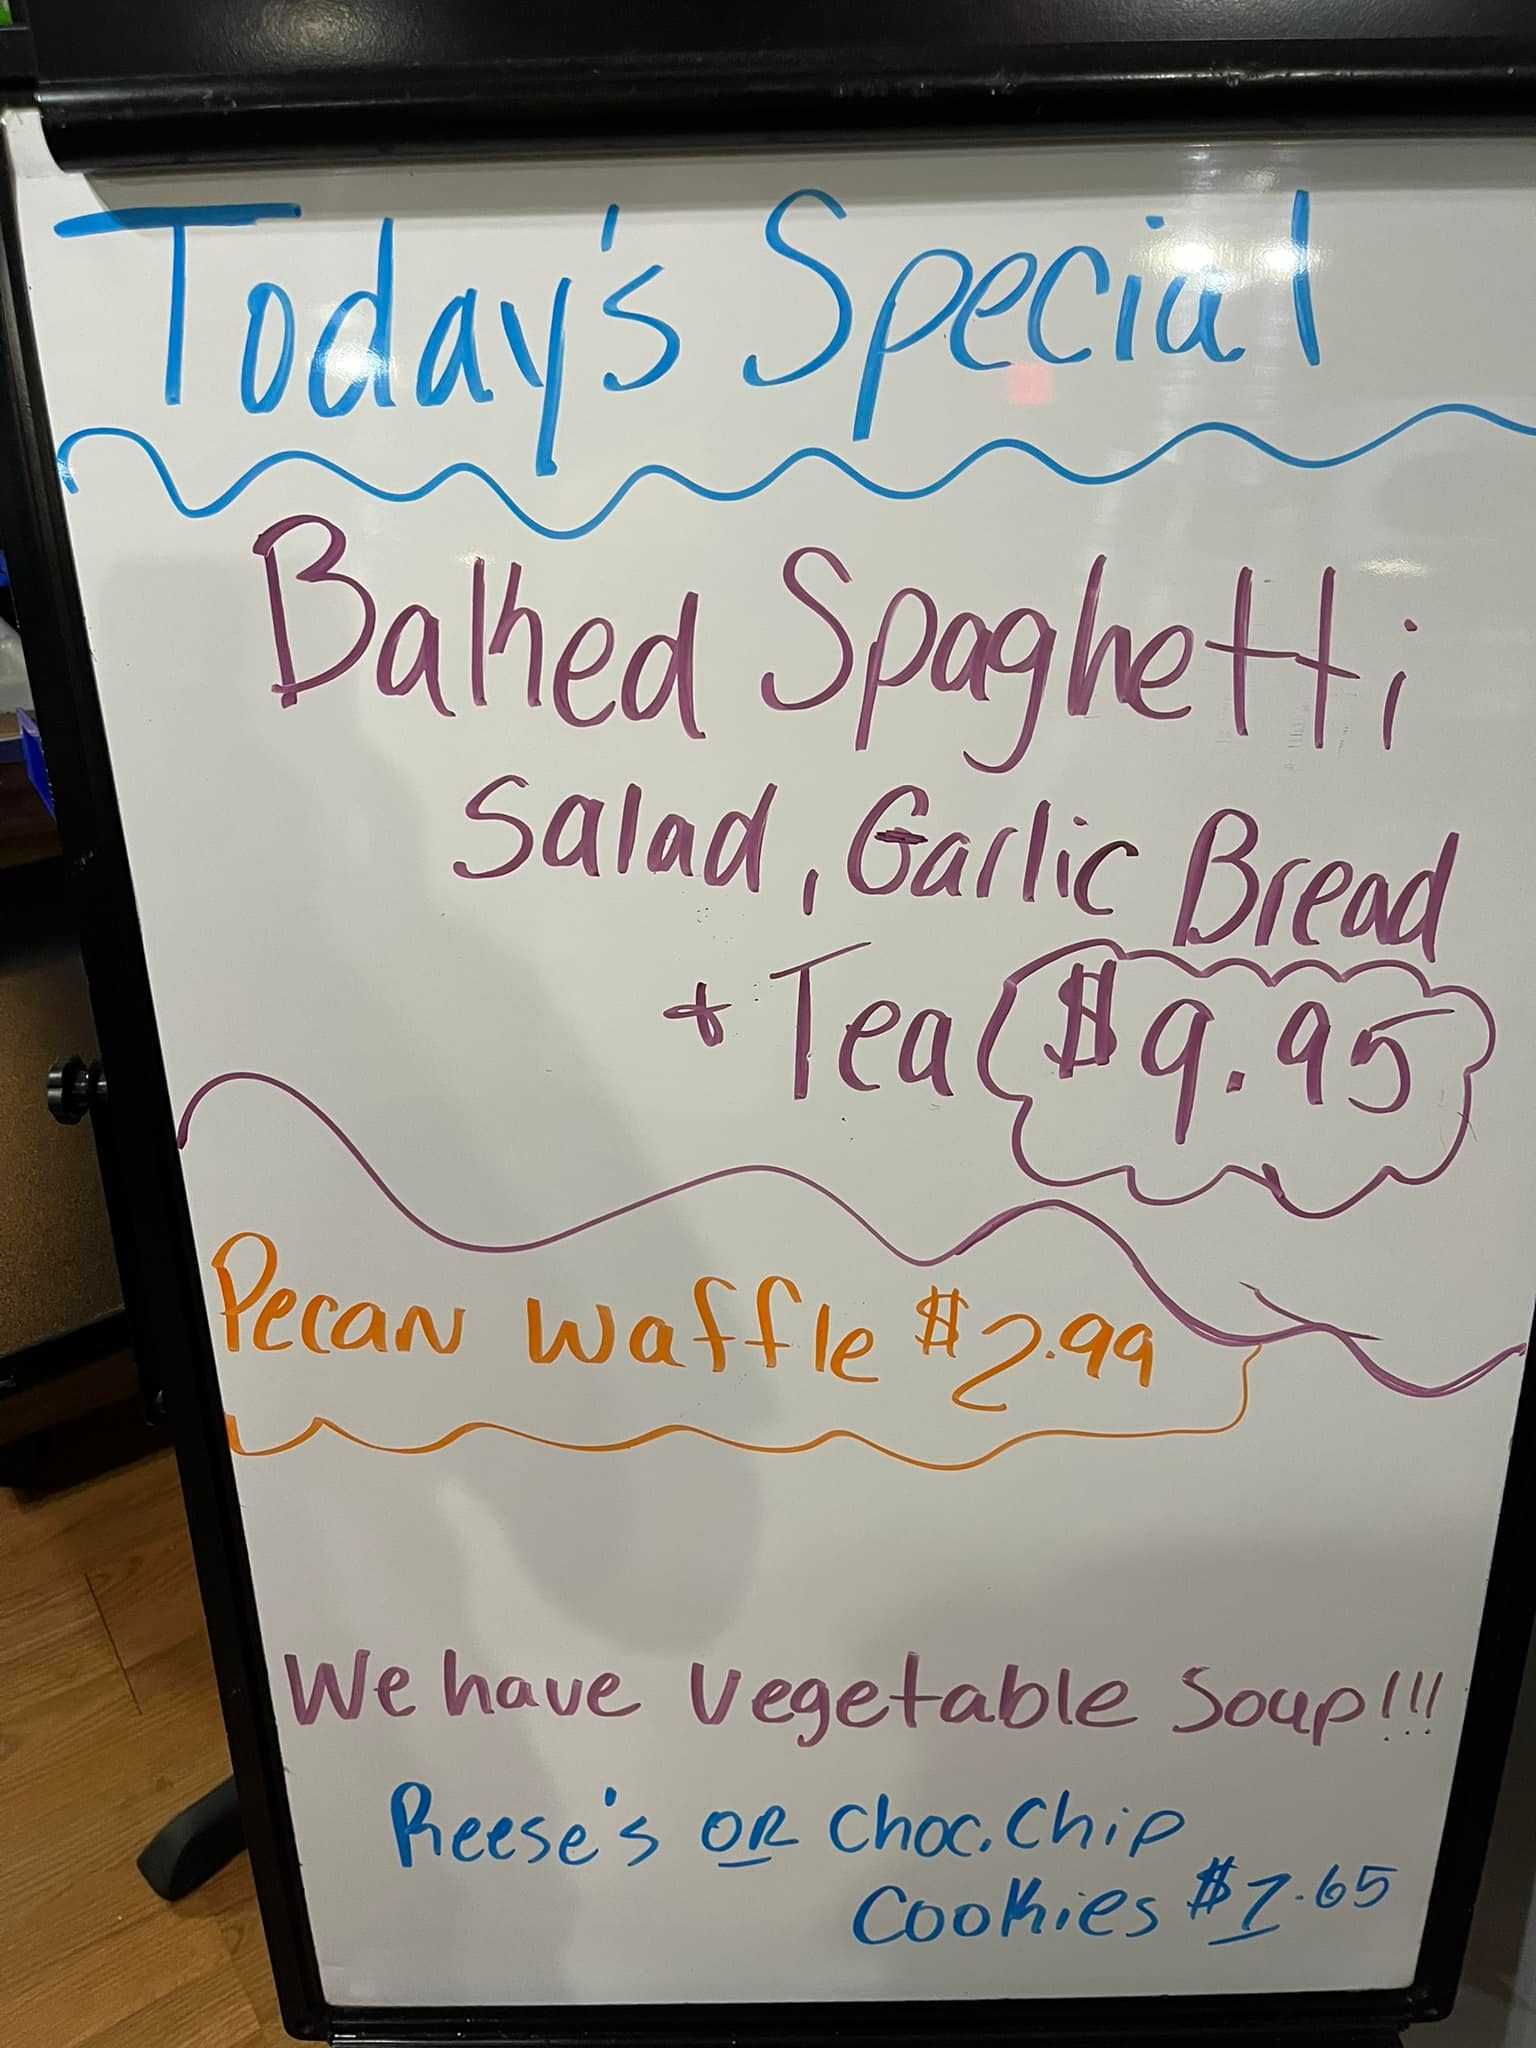 Today's Special
Baked Spaghetti
Salad, Garlic Bread
+ Tea $9.95
Pecan Waffle $2.99
We have Vegetable Soup!!!
Reese's OR Choc. Chip
Cookies $1.65